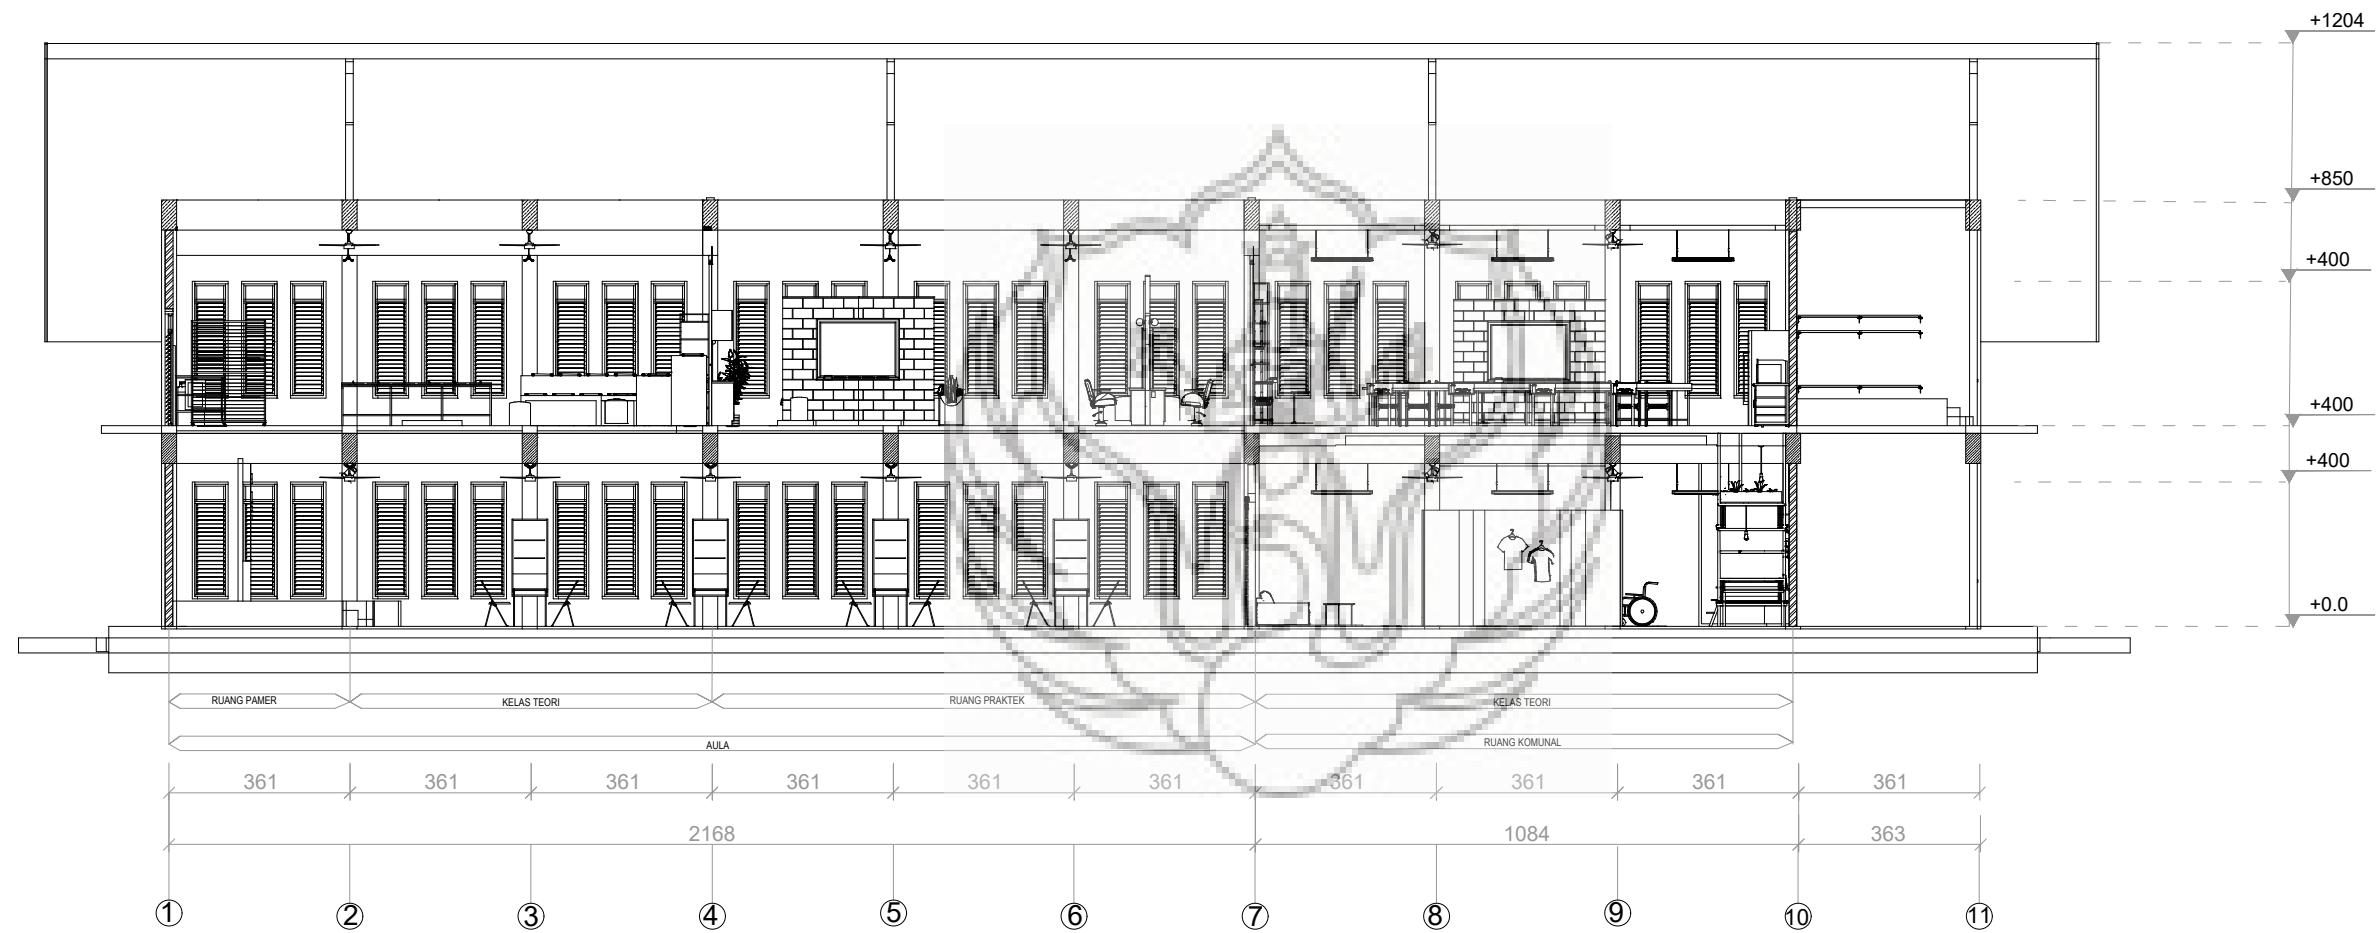 +1204
+850
+400
+400
+400
+0.0
RUANG PAMER KELAS TEORI RUANG PRAKTEK KELAS TEORI
AULA RUANG KOMUNAL
361 361 361 361 361 361 361 361 361 361
2168 1084 363
1 2 3 4 5 6 7 8 9 10 11